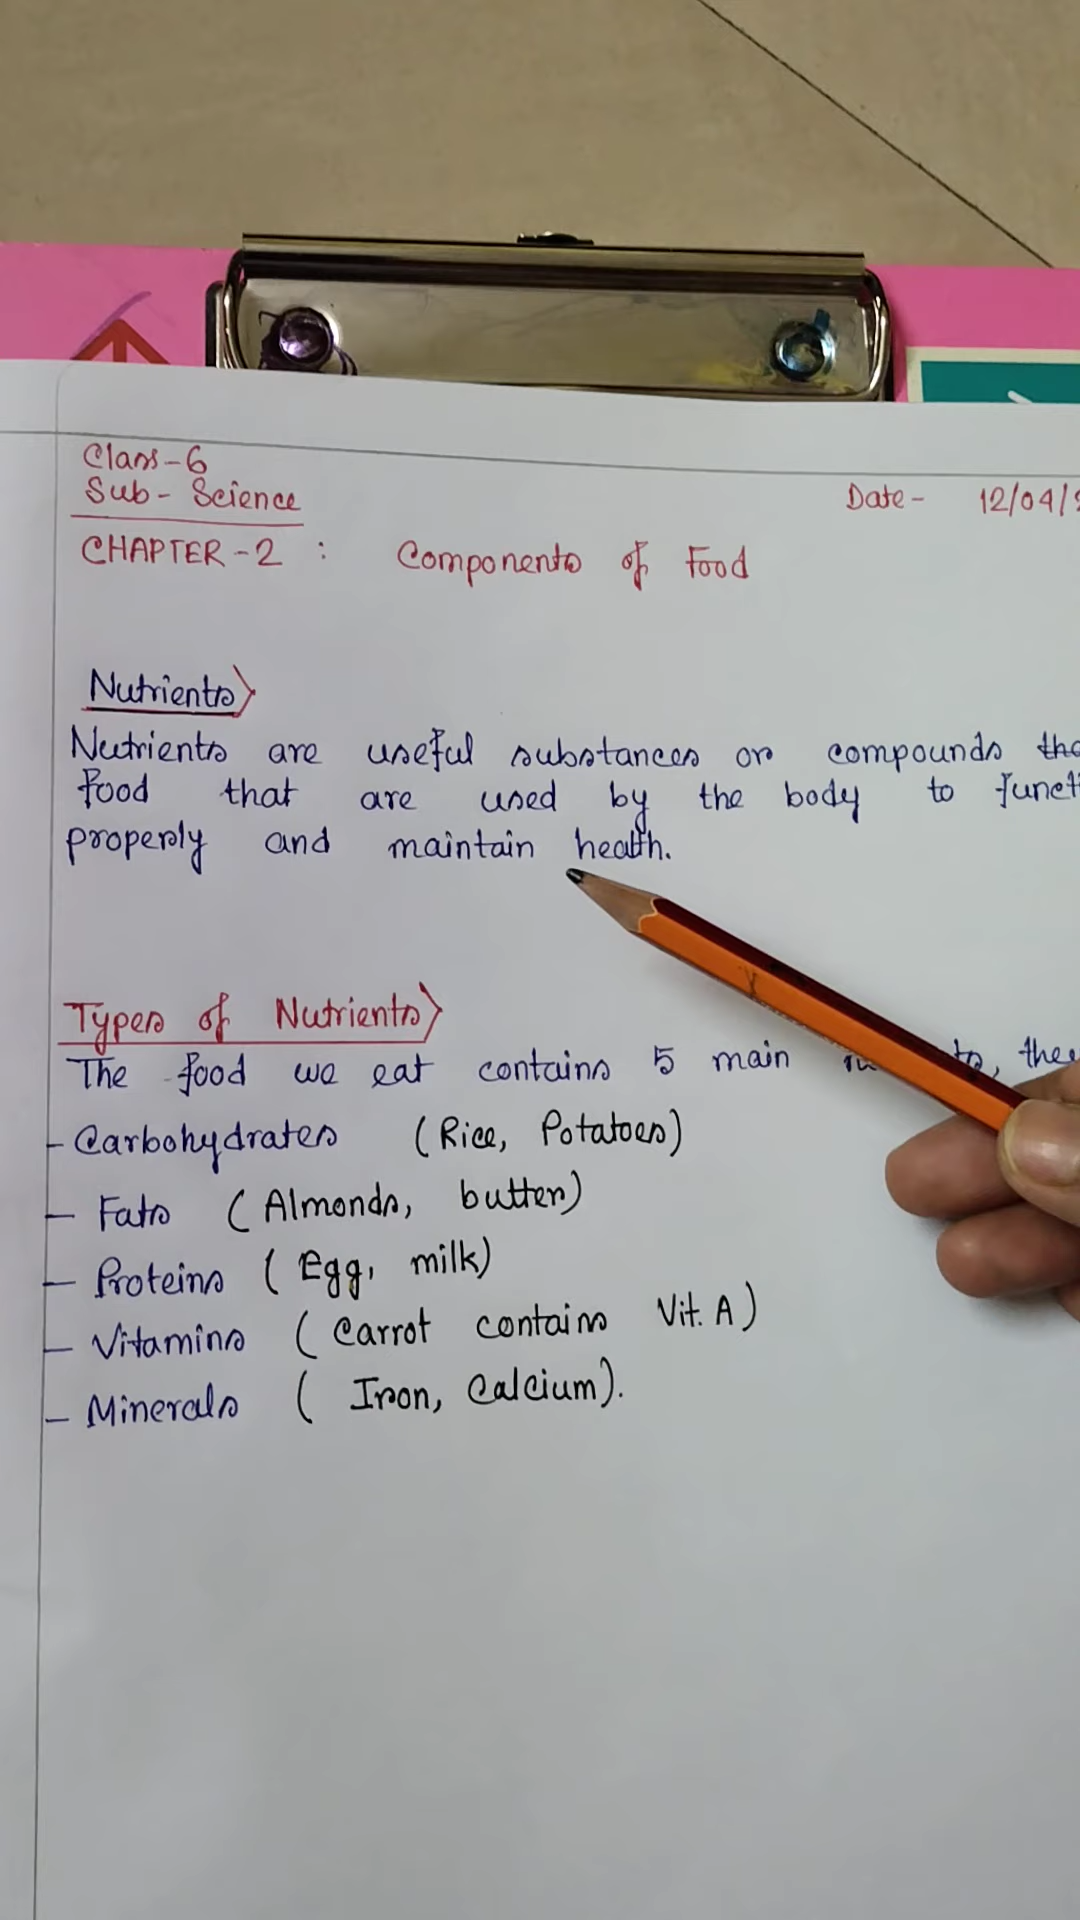 Class-6
Sub- Science
Date- 12/04/
CHAPTER-2 : Components of Food
Nutrients
Nutrients are useful substances or compounds
food that are used by the body to
properly and maintain health.
Types of Nutrients
The food we eat contains 5 main
- Carbohydrates (Rice, Potatoes)
- Fats (Almonds, butter)
- Proteins (Egg, milk)
- Vitamins (Carrot contains Vit. A)
- Minerals (Iron, Calcium).